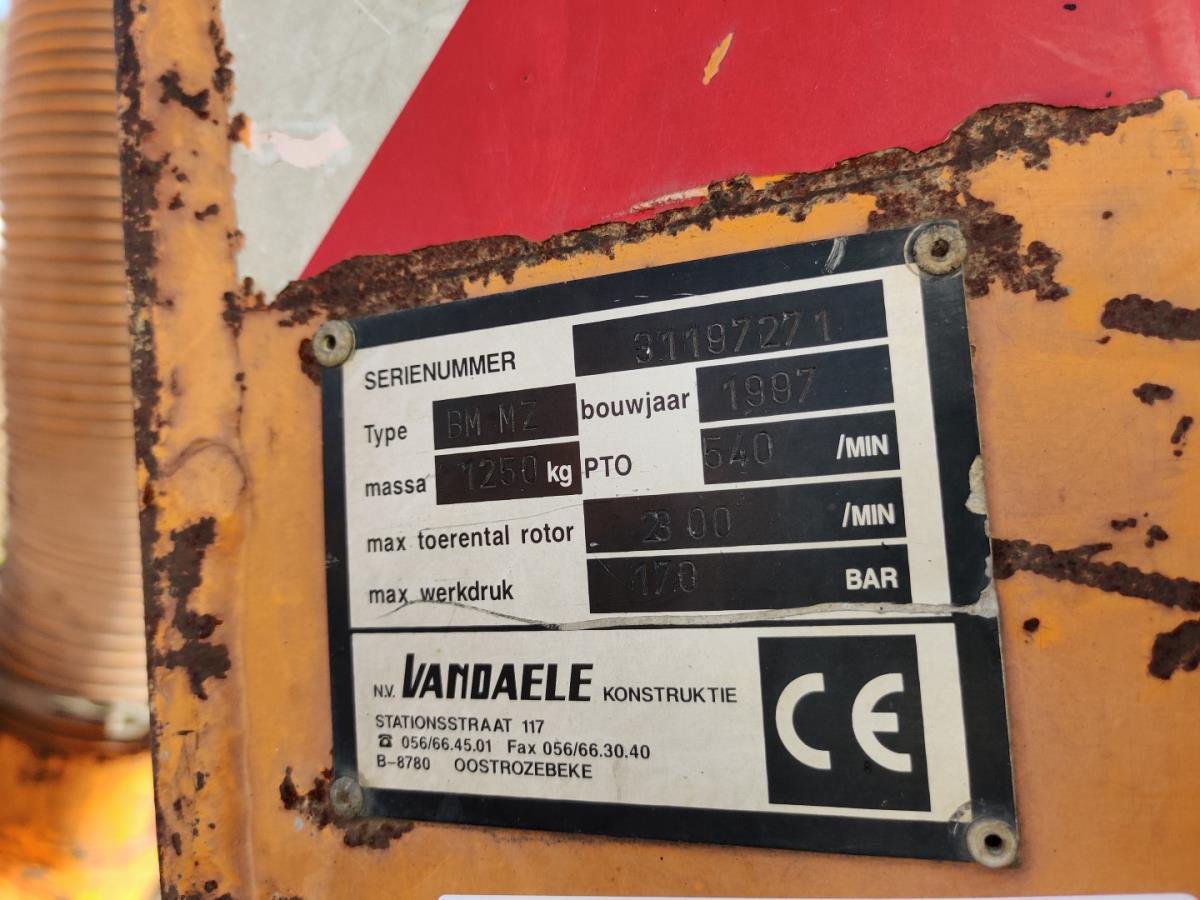 SERIENUMMER 31197271
Type BM MZ bouwjaar 1997
massa 1250 kg PTO 540 /MIN
max toerental rotor 2300 /MIN
max werkdruk 170 BAR
N.V. VANDAELE KONSTRUKTIE
STATIONSSTRAAT 117
☎ 056/66.45.01 Fax 056/66.30.40
B-8780 OOSTROZEBEKE
CE